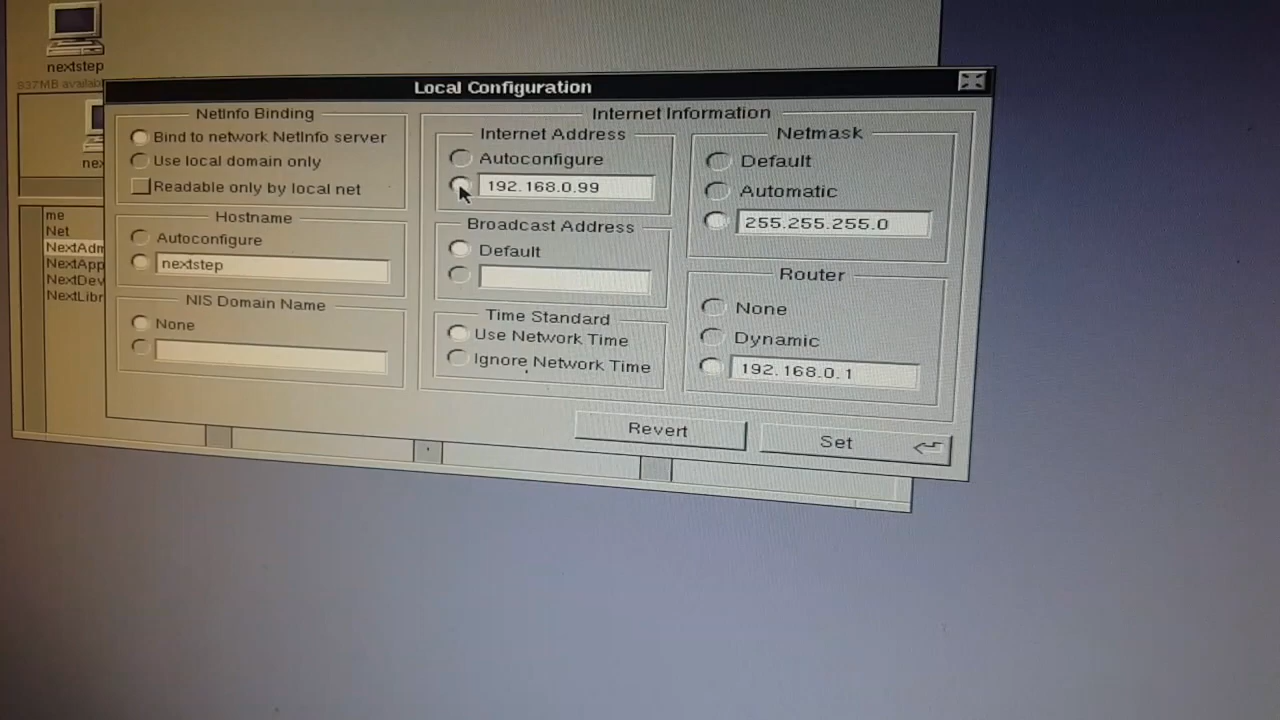 nextstep
937MB availab
nex
me
Net
NextAdm
NextApp
NextDev
NextLibr
Local Configuration
NetInfo Binding
Bind to network NetInfo server
Use local domain only
Readable only by local net
Hostname
Autoconfigure
nextstep
NIS Domain Name
None
Internet Information
Internet Address
Autoconfigure
192.168.0.99
Broadcast Address
Default
Time Standard
Use Network Time
Ignore Network Time
Netmask
Default
Automatic
255.255.255.0
Router
None
Dynamic
192.168.0.1
Revert
Set